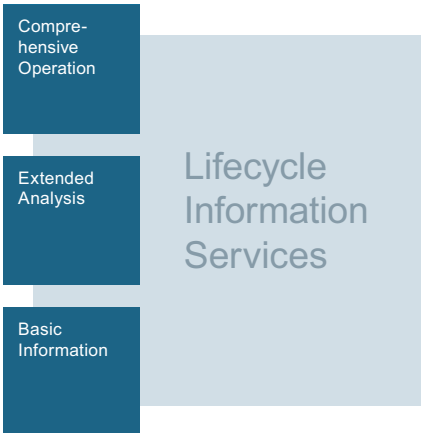 Compre-
hensive
Operation
Extended
Analysis
Lifecycle
Information
Services
Basic
Information